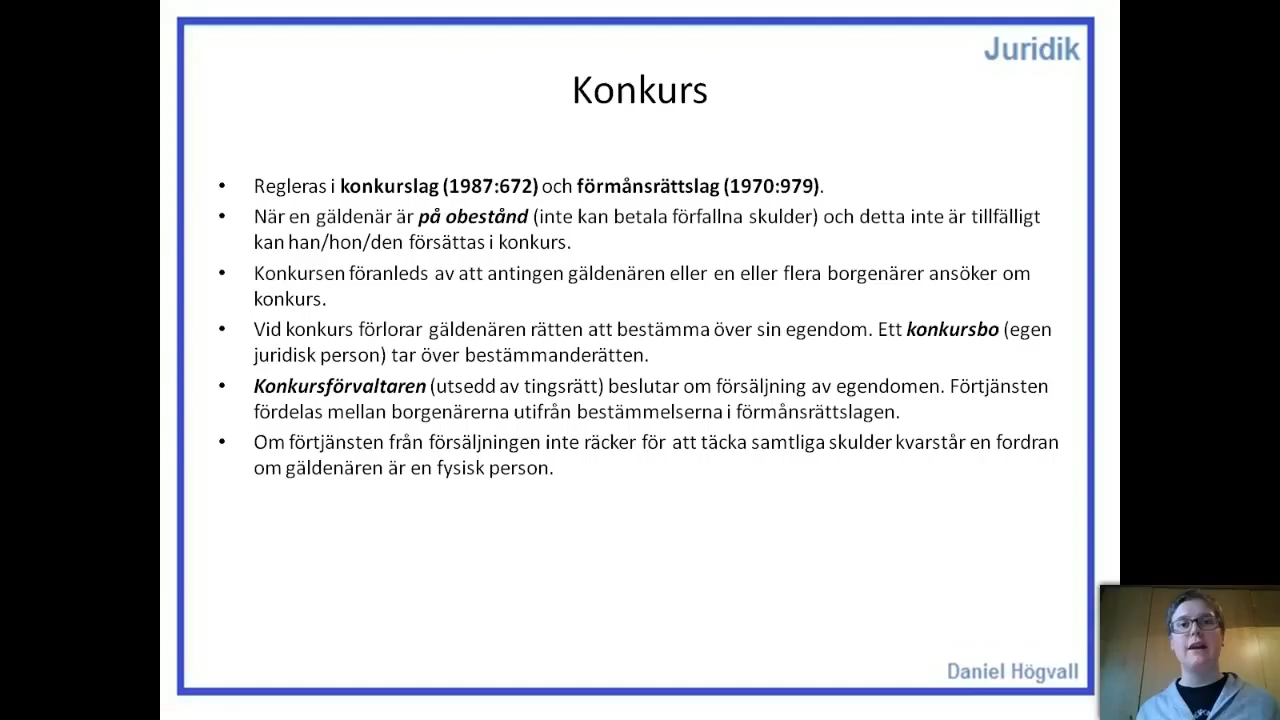 Juridik
Konkurs
• Regleras i konkurslag (1987:672) och förmånsrättslag (1970:979).
• När en gäldenär är på obestånd (inte kan betala förfallna skulder) och detta inte är tillfälligt
kan han/hon/den försättas i konkurs.
• Konkursen föranleds av att antingen gäldenären eller en eller flera borgenärer ansöker om
konkurs.
• Vid konkurs förlorar gäldenären rätten att bestämma över sin egendom. Ett konkursbo (egen
juridisk person) tar över bestämmanderätten.
• Konkursförvaltaren (utsedd av tingsrätt) beslutar om försäljning av egendomen. Förtjänsten
fördelas mellan borgenärerna utifrån bestämmelserna i förmånsrättslagen.
• Om förtjänsten från försäljningen inte räcker för att täcka samtliga skulder kvarstår en fordran
om gäldenären är en fysisk person.
Daniel Högvall